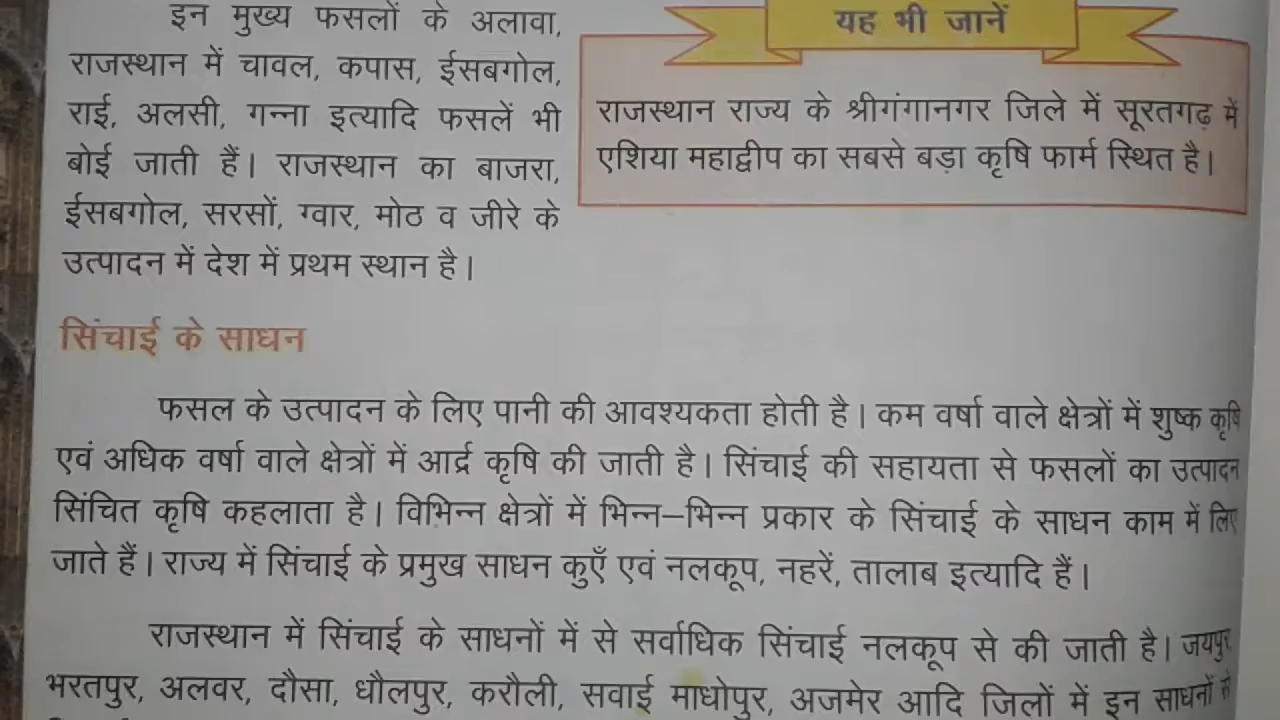 इन मुख्य फसलों के अलावा,
राजस्थान में चावल, कपास, ईसबगोल,
राई, अलसी, गन्ना इत्यादि फसलें भी
बोई जाती हैं। राजस्थान का बाजरा,
ईसबगोल, सरसों, ग्वार, मोठ व जीरे के
उत्पादन में देश में प्रथम स्थान है।
यह भी जानें
राजस्थान राज्य के श्रीगंगानगर जिले में सूरतगढ़ में
एशिया महाद्वीप का सबसे बड़ा कृषि फार्म स्थित है।
सिंचाई के साधन
फसल के उत्पादन के लिए पानी की आवश्यकता होती है। कम वर्षा वाले क्षेत्रों में शुष्क कृषि
एवं अधिक वर्षा वाले क्षेत्रों में आर्द्र कृषि की जाती है। सिंचाई की सहायता से फसलों का उत्पादन
सिंचित कृषि कहलाता है। विभिन्न क्षेत्रों में भिन्न–भिन्न प्रकार के सिंचाई के साधन काम में लिए
जाते हैं। राज्य में सिंचाई के प्रमुख साधन कुएँ एवं नलकूप, नहरें, तालाब इत्यादि हैं।
राजस्थान में सिंचाई के साधनों में से सर्वाधिक सिंचाई नलकूप से की जाती है। जयपुर,
भरतपुर, अलवर, दौसा, धौलपुर, करौली, सवाई माधोपुर, अजमेर आदि जिलों में इन साधनों से